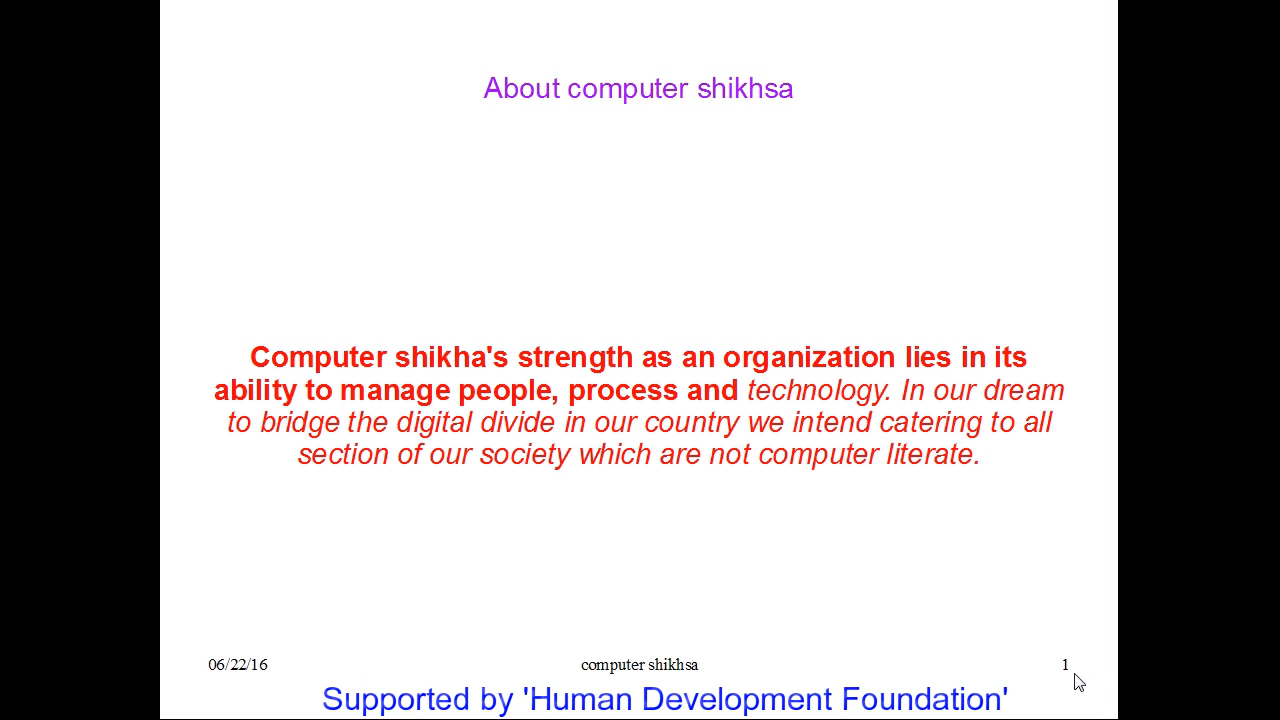 About computer shikhsa
Computer shikha's strength as an organization lies in its
ability to manage people, process and technology. In our dream
to bridge the digital divide in our country we intend catering to all
section of our society which are not computer literate.
06/22/16 computer shikhsa 1
Supported by 'Human Development Foundation'